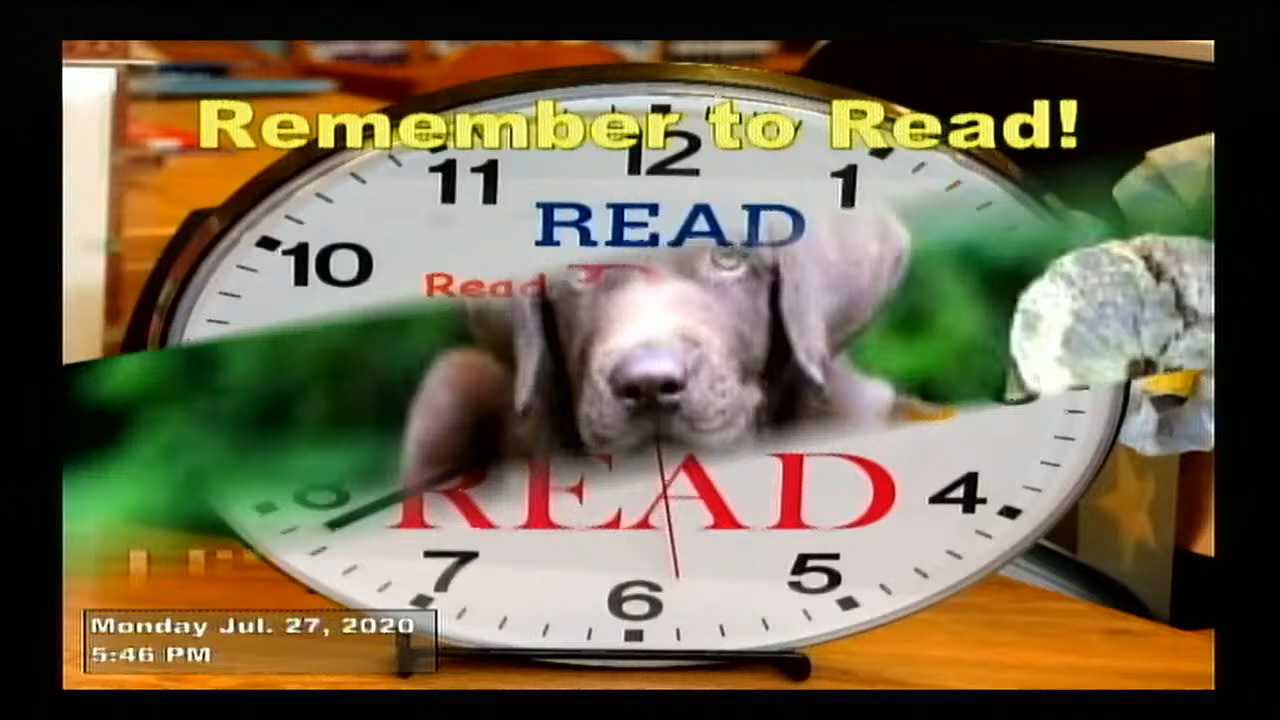 Remember to Read!
12
11
1
READ
10
Read
READ
4
7
5
6
Monday Jul. 27, 2020
5:46 PM